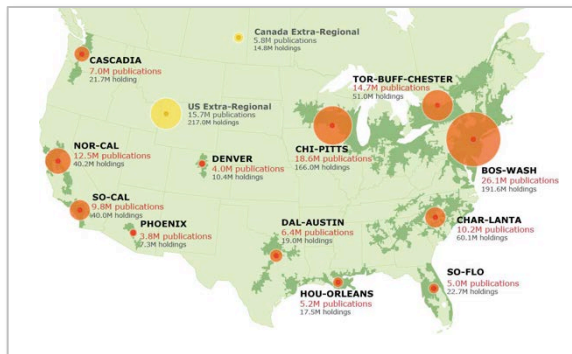 Canada Extra-Regional
5.8M publications
14.8M holdings
CASCADIA
7.0M publications
21.7M holding
TOR-BUFF-CHESTER
14.7M publications
51.0M holdings
US Extra-Regional
15.7M publications
217.0M holdings
NOR-CAL
12.5M publications
40.2M holdings
DENVER
4.0M publications
10.4M holdings
CHI-PITTS
18.6M publications
166.0M holdings
BOS-WASH
26.1M publications
191.6M holdings
SO-CAL
9.8M publications
40.0M holdings
PHOENIX
3.8M publications
7.3M holdings
DAL-AUSTIN
6.4M publications
19.0M holdings
CHAR-LANTA
10.2M publications
60.1M holdings
HOU-ORLEANS
5.2M publications
17.5M holdings
SO-FLO
5.0M publications
22.7M holdings